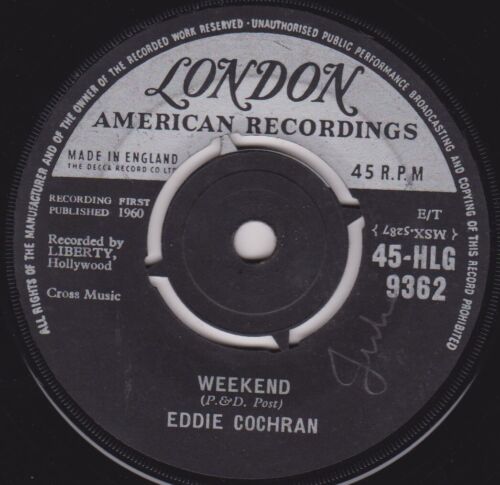 ALL RIGHTS OF THE MANUFACTURER AND OF THE OWNER OF THE RECORDED WORK RESERVED · UNAUTHORISED PUBLIC PERFORMANCE BROADCASTING AND COPYING OF THIS RECORD PROHIBITED
LONDON
AMERICAN RECORDINGS
MADE IN ENGLAND
THE DECCA RECORD CO LTD
45 R.P.M
RECORDING FIRST
PUBLISHED 1960
E/T
{ MSX.5287 }
Recorded by
LIBERTY,
Hollywood
45-HLG
9362
Cross Music
WEEKEND
(P.&D. Post)
EDDIE COCHRAN